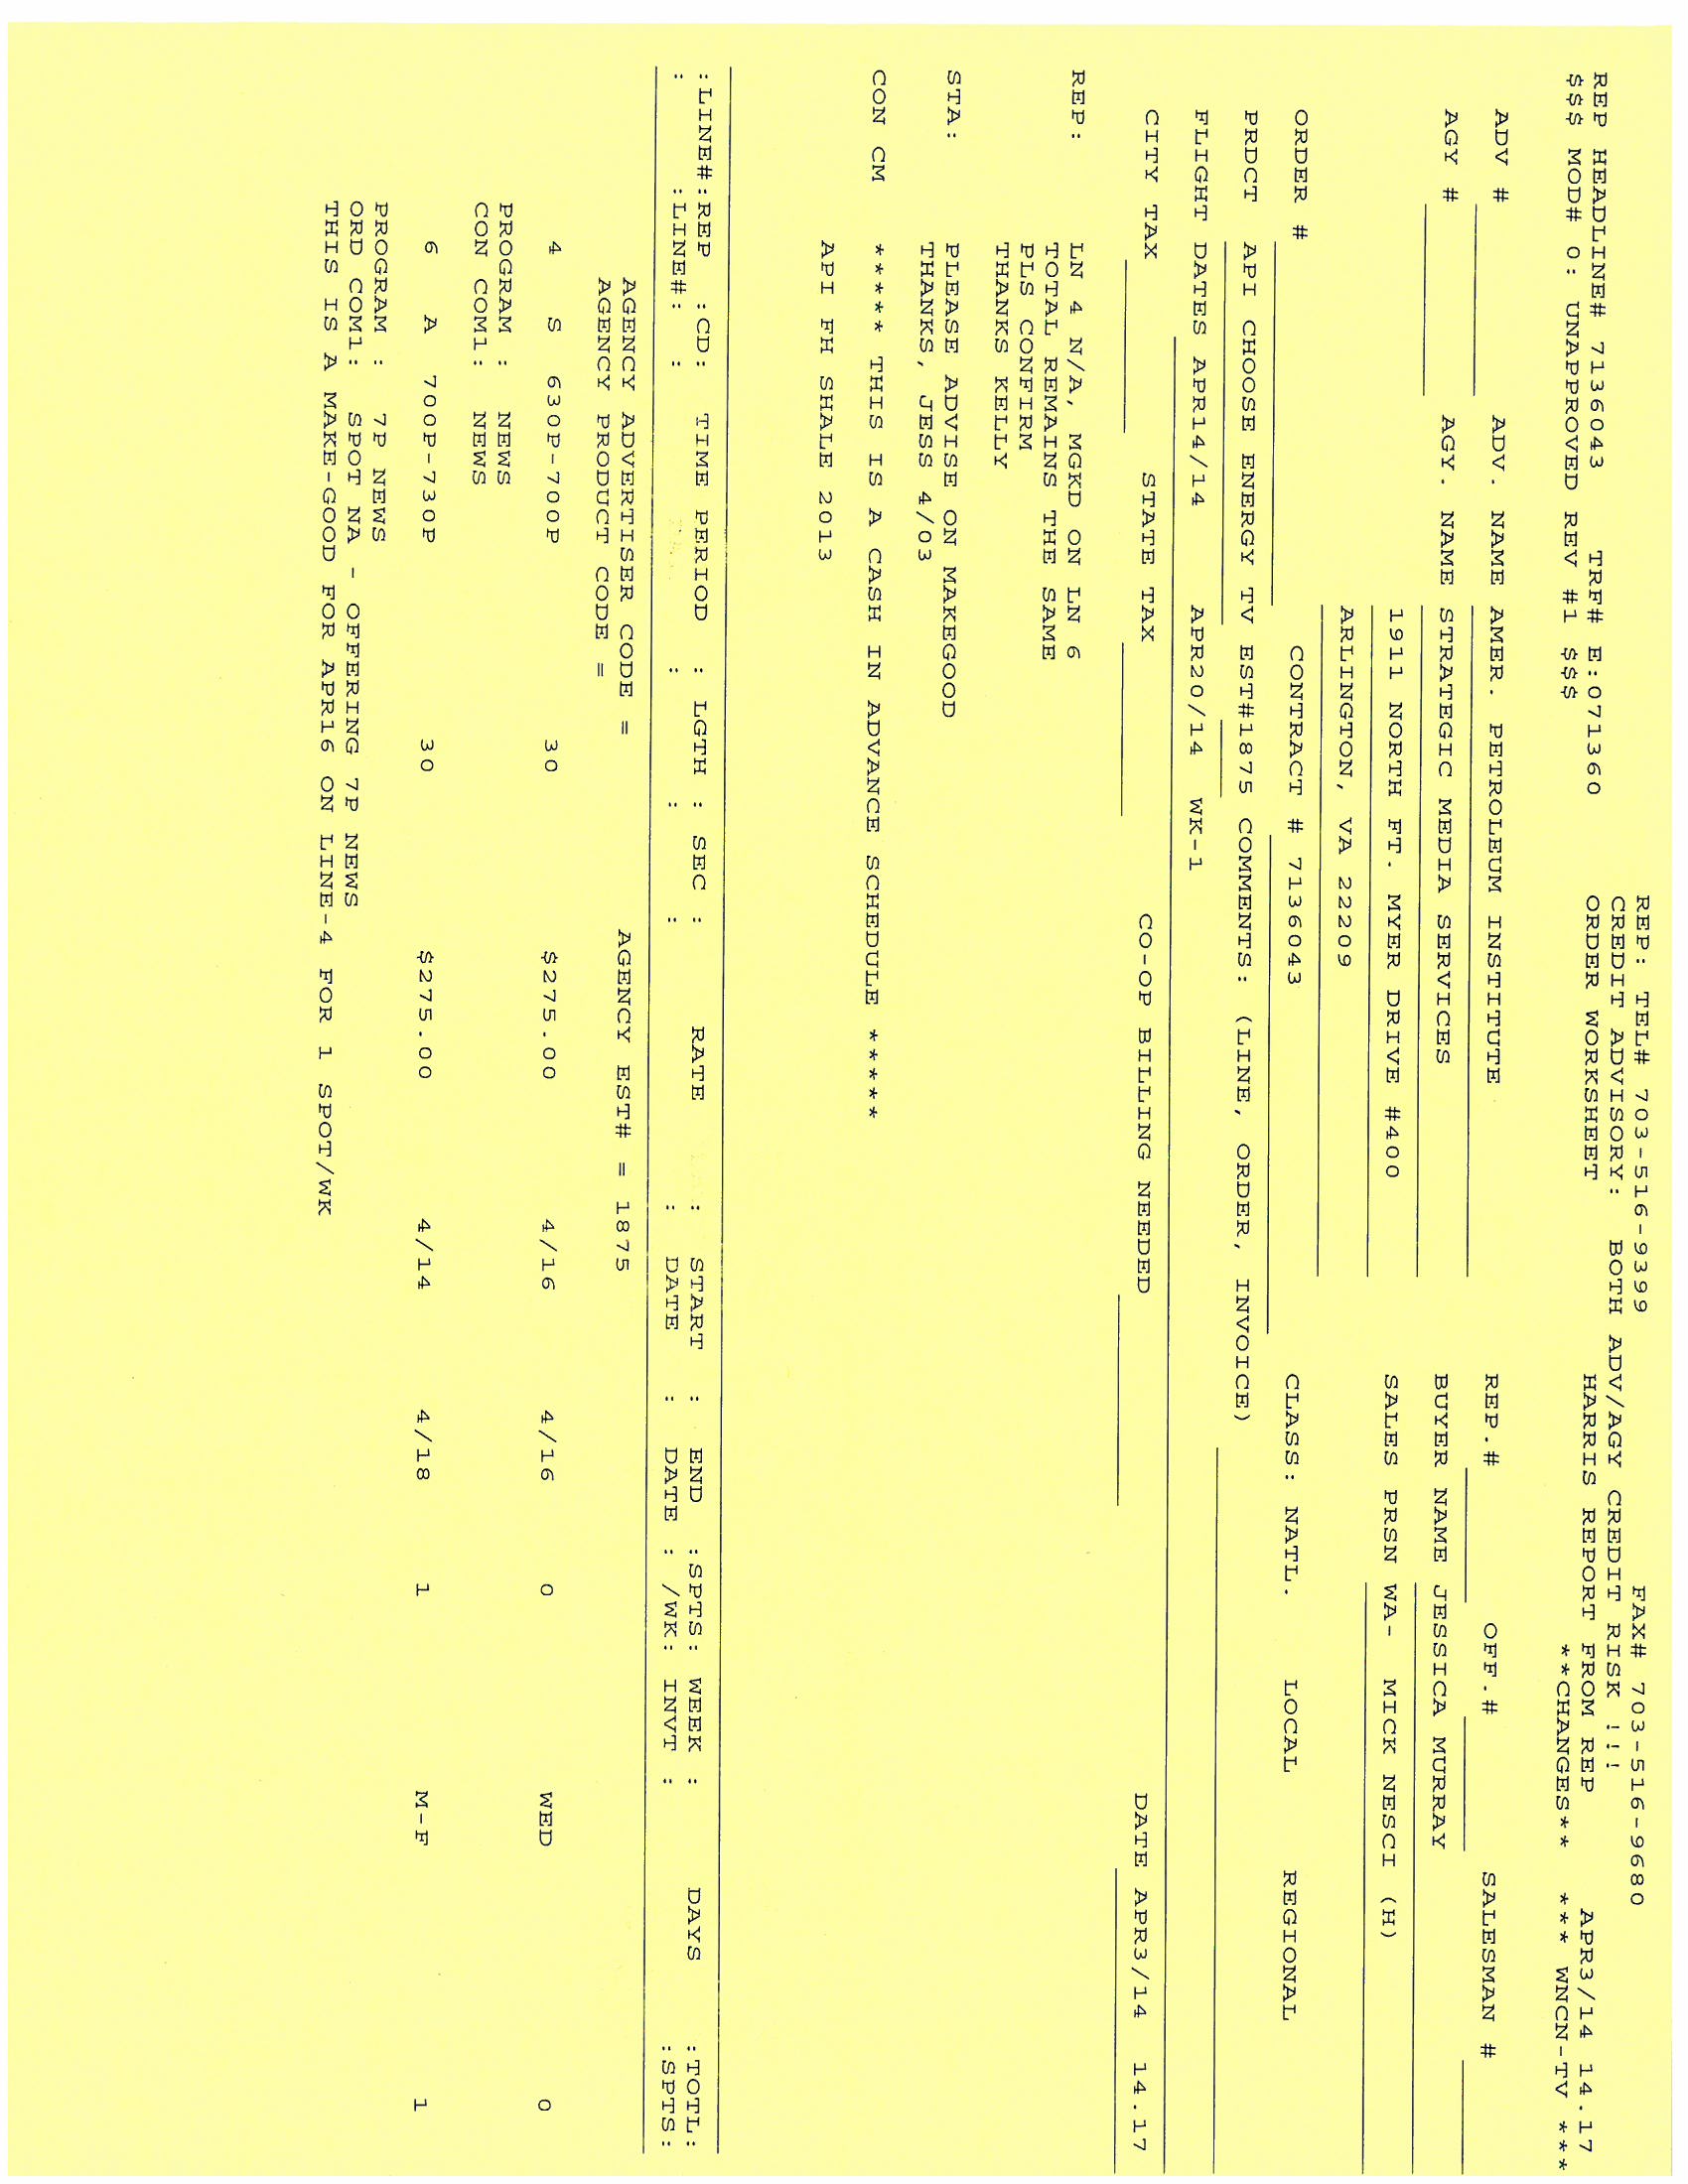 REP: TEL# 703-516-9399 FAX# 703-516-9680
CREDIT ADVISORY: BOTH ADV/AGY CREDIT RISK !!!
REP HEADLINE# 7136043 TRF# E:071360 ORDER WORKSHEET HARRIS REPORT FROM REP APR3/14 14.17
$$$ MOD# 0: UNAPPROVED REV #1 $$$ **CHANGES** *** WNCN-TV ***
ADV # ADV. NAME AMER. PETROLEUM INSTITUTE REP.# OFF.# SALESMAN #
AGY # AGY. NAME STRATEGIC MEDIA SERVICES BUYER NAME JESSICA MURRAY
1911 NORTH FT. MYER DRIVE #400 SALES PRSN WA- MICK NESCI (H)
ARLINGTON, VA 22209
ORDER # CONTRACT # 7136043 CLASS: NATL. LOCAL REGIONAL
PRDCT API CHOOSE ENERGY TV EST#1875 COMMENTS: (LINE, ORDER, INVOICE)
FLIGHT DATES APR14/14 APR20/14 WK-1
CITY TAX STATE TAX CO-OP BILLING NEEDED DATE APR3/14 14.17
REP: LN 4 N/A, MGKD ON LN 6
TOTAL REMAINS THE SAME
PLS CONFIRM
THANKS KELLY
STA: PLEASE ADVISE ON MAKEGOOD
THANKS, JESS 4/03
CON CM ***** THIS IS A CASH IN ADVANCE SCHEDULE *****
API FH SHALE 2013
:LINE#:REP :CD: TIME PERIOD : LGTH : SEC : RATE : START : END :SPTS: WEEK : DAYS :TOTL:
: :LINE#: : : : : : DATE : DATE : /WK: INVT : :SPTS:
AGENCY ADVERTISER CODE = AGENCY EST# = 1875
AGENCY PRODUCT CODE =
4 S 630P-700P 30 $275.00 4/16 4/16 0 WED 0
PROGRAM : NEWS
CON COM1: NEWS
6 A 700P-730P 30 $275.00 4/14 4/18 1 M-F 1
PROGRAM : 7P NEWS
ORD COM1: SPOT NA - OFFERING 7P NEWS
THIS IS A MAKE-GOOD FOR APR16 ON LINE-4 FOR 1 SPOT/WK